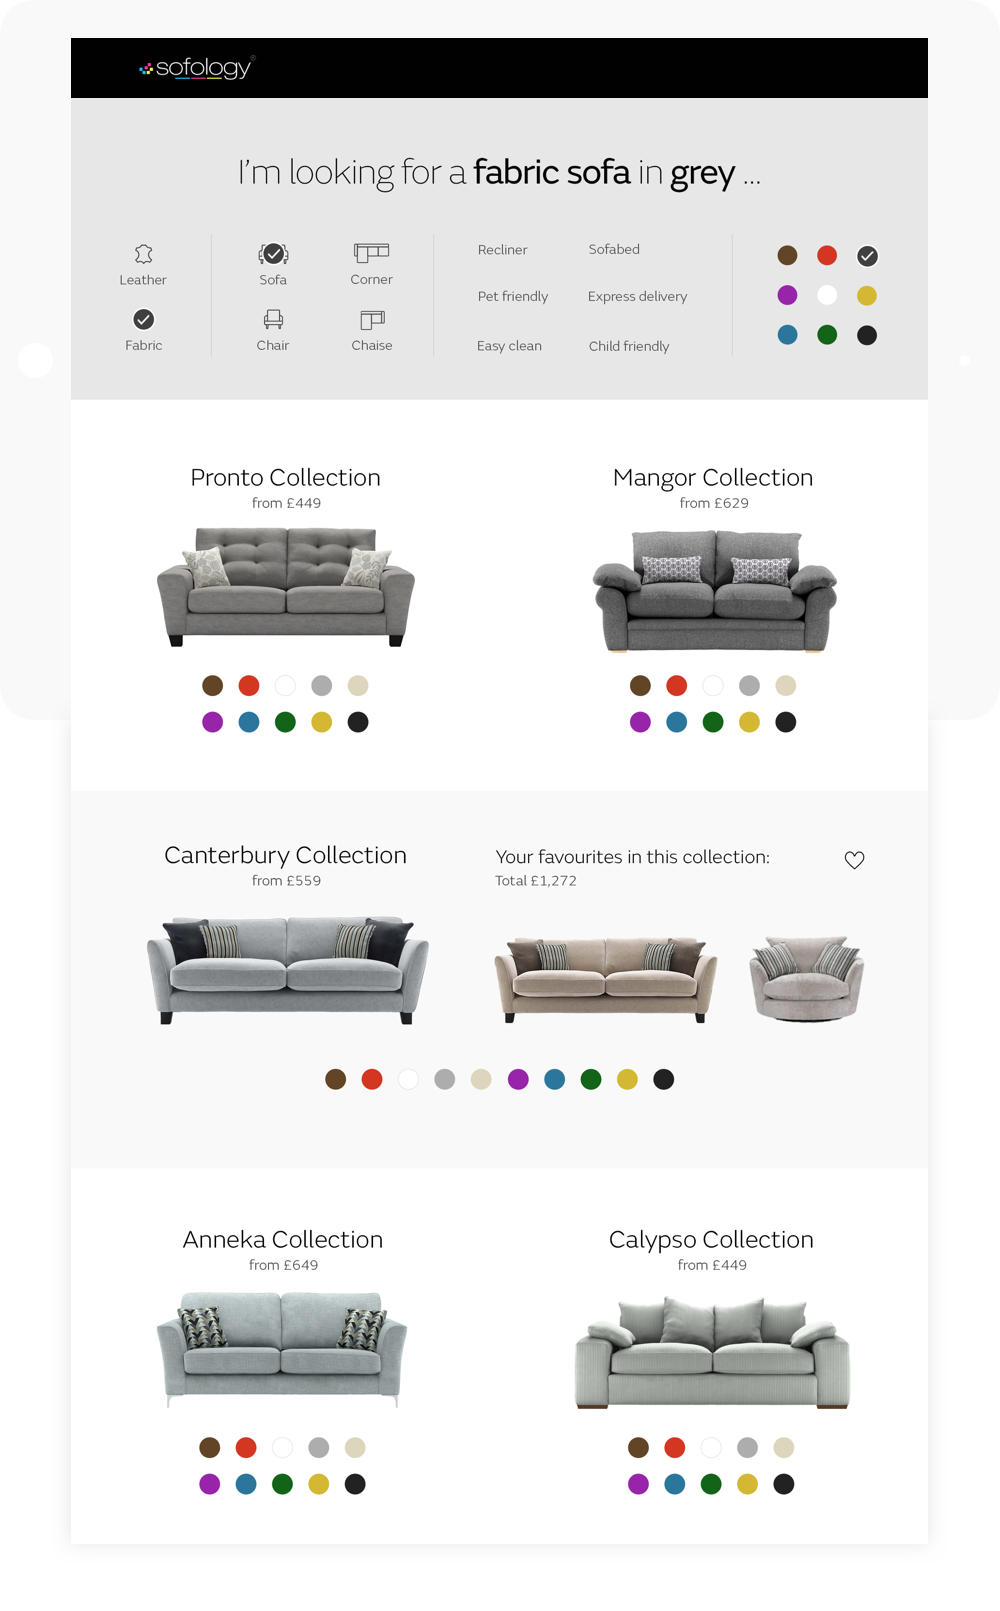 sofology®
I'm looking for a fabric sofa in grey ...
Leather
Sofa
Corner
Recliner
Sofabed
Pet friendly
Express delivery
Fabric
Chair
Chaise
Easy clean
Child friendly
Pronto Collection
from £449
Mangor Collection
from £629
Canterbury Collection
from £559
Your favourites in this collection:
Total £1,272
Anneka Collection
from £649
Calypso Collection
from £449